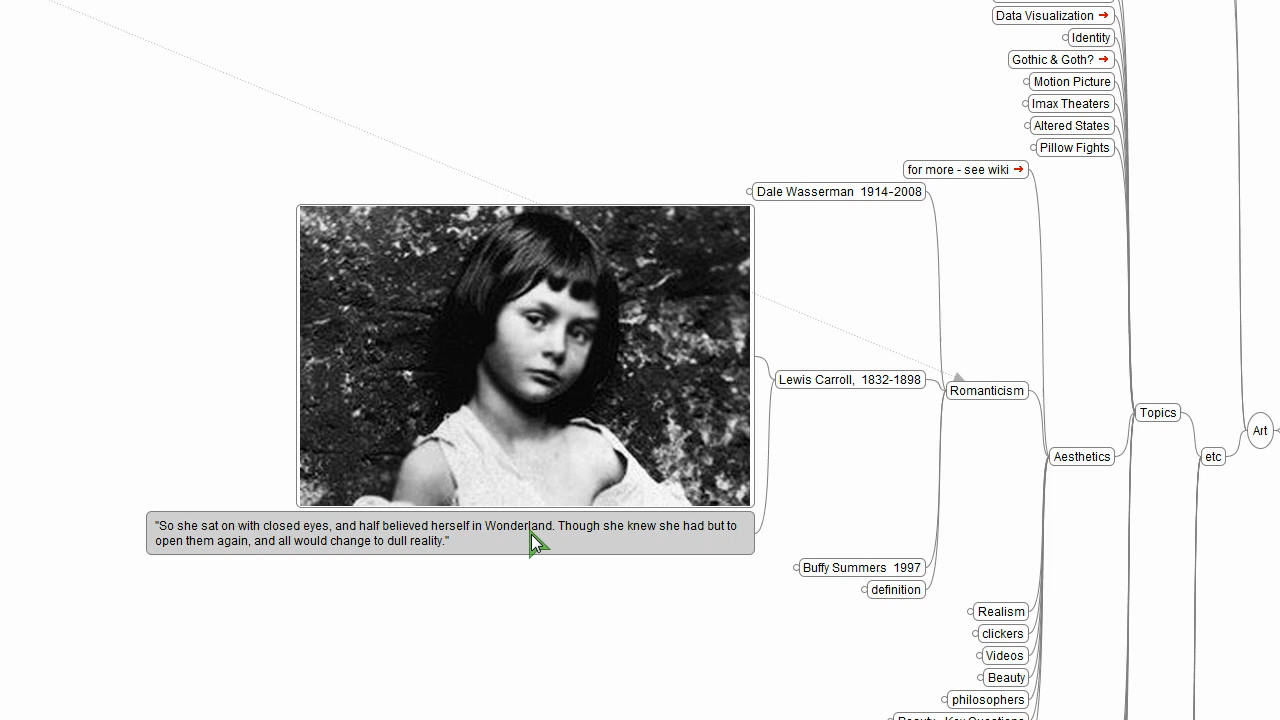 Data Visualization
Identity
Gothic & Goth?
Motion Picture
Imax Theaters
Altered States
Pillow Fights
for more - see wiki
Dale Wasserman 1914-2008
Lewis Carroll, 1832-1898
Romanticism
Topics
Art
Aesthetics
etc
"So she sat on with closed eyes, and half believed herself in Wonderland. Though she knew she had but to
open them again, and all would change to dull reality."
Buffy Summers 1997
definition
Realism
clickers
Videos
Beauty
philosophers
Beauty - Key Questions